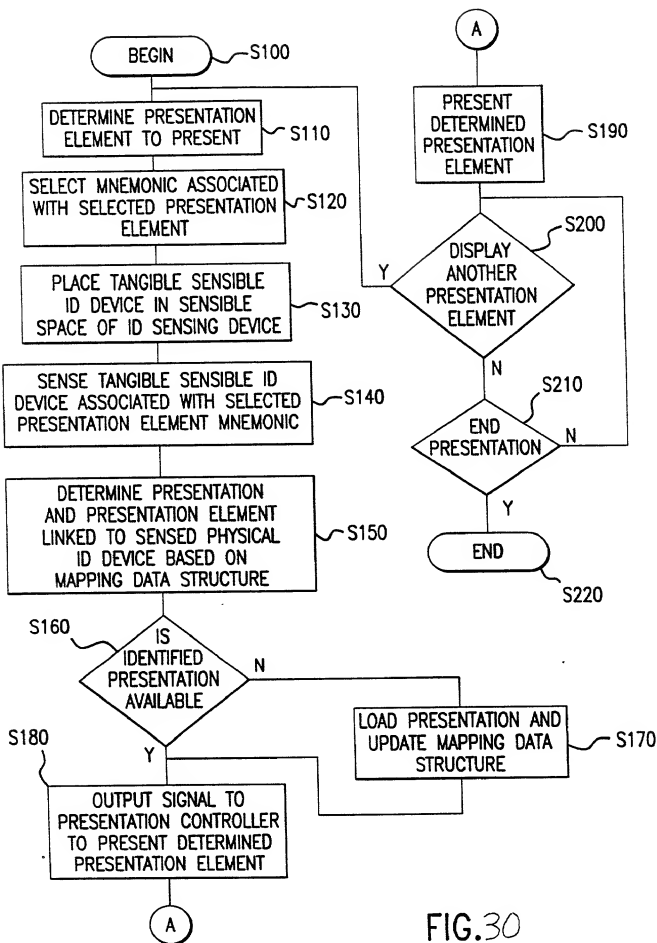 BEGIN
S100
DETERMINE PRESENTATION
ELEMENT TO PRESENT
S110
SELECT MNEMONIC ASSOCIATED
WITH SELECTED PRESENTATION
ELEMENT
S120
PLACE TANGIBLE SENSIBLE
ID DEVICE IN SENSIBLE
SPACE OF ID SENSING DEVICE
S130
SENSE TANGIBLE SENSIBLE ID
DEVICE ASSOCIATED WITH SELECTED
PRESENTATION ELEMENT MNEMONIC
S140
DETERMINE PRESENTATION
AND PRESENTATION ELEMENT
LINKED TO SENSED PHYSICAL
ID DEVICE BASED ON
MAPPING DATA STRUCTURE
S150
S160
IS
IDENTIFIED
PRESENTATION
AVAILABLE
N
Y
LOAD PRESENTATION AND
UPDATE MAPPING DATA
STRUCTURE
S170
S180
OUTPUT SIGNAL TO
PRESENTATION CONTROLLER
TO PRESENT DETERMINED
PRESENTATION ELEMENT
A
A
PRESENT
DETERMINED
PRESENTATION
ELEMENT
S190
S200
DISPLAY
ANOTHER
PRESENTATION
ELEMENT
Y
N
S210
END
PRESENTATION
N
Y
END
S220
FIG.30